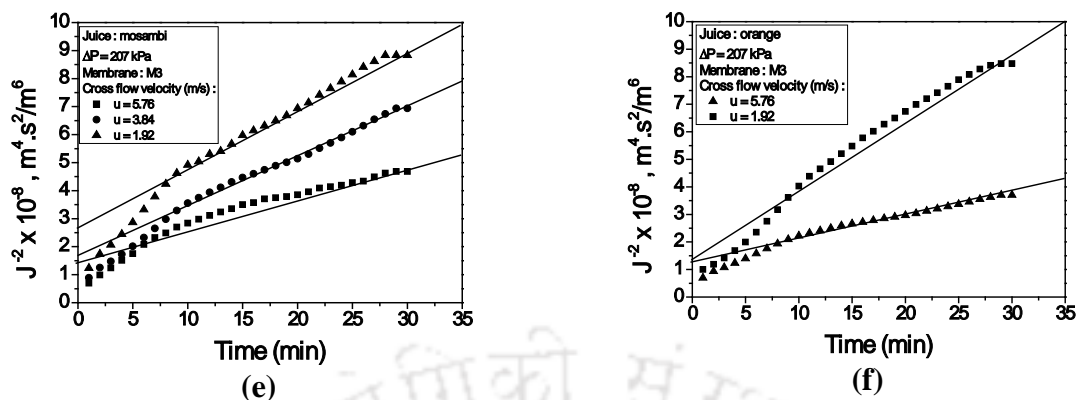 Juice : mosambi
ΔP = 207 kPa
Membrane : M3
Cross flow velocity (m/s) :
■ u = 5.76
● u = 3.84
▲ u = 1.92
J⁻² x 10⁻⁸ , m⁴.s²/m⁶
10
9
8
7
6
5
4
3
2
1
0
0 5 10 15 20 25 30 35
Time (min)
(e)
Juice : orange
ΔP = 207 kPa
Membrane : M3
Cross flow velocity (m/s) :
▲ u = 5.76
■ u = 1.92
J⁻² x 10⁻⁸ , m⁴.s²/m⁶
10
9
8
7
6
5
4
3
2
1
0
0 5 10 15 20 25 30 35
Time (min)
(f)